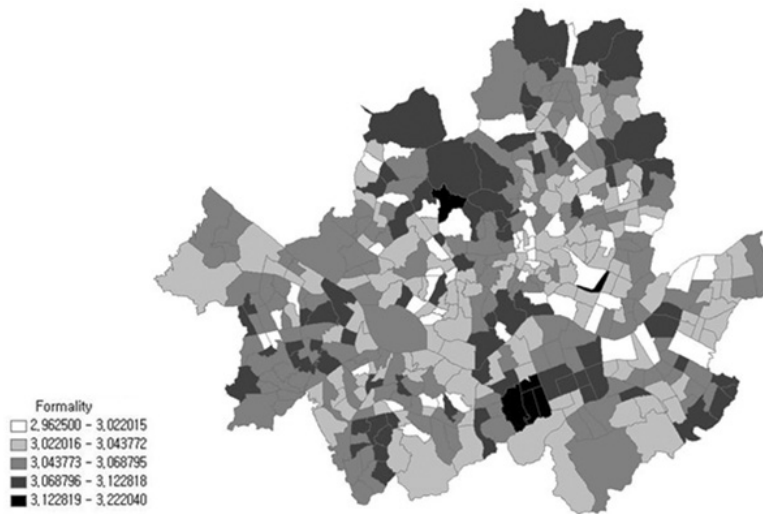 Formality
2,962500 - 3,022015
3,022016 - 3,043772
3,043773 - 3,068795
3,068796 - 3,122818
3,122819 - 3,222040